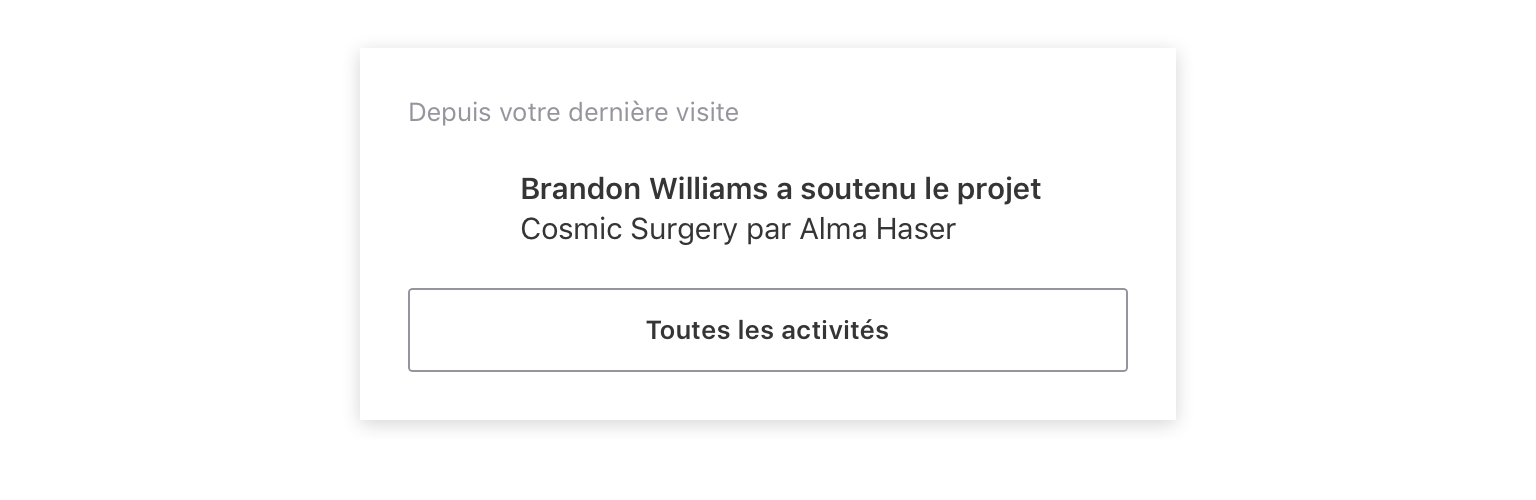 Depuis votre dernière visite
Brandon Williams a soutenu le projet
Cosmic Surgery par Alma Haser
Toutes les activités